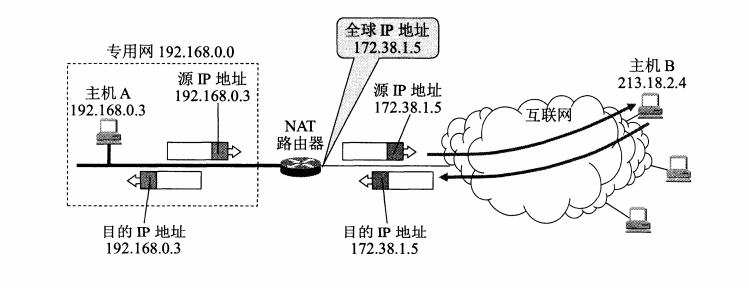 全球 IP 地址
172.38.1.5
专用网 192.168.0.0
源 IP 地址
192.168.0.3
主机 A
192.168.0.3
NAT
路由器
源 IP 地址
172.38.1.5
互联网
主机 B
213.18.2.4
目的 IP 地址
192.168.0.3
目的 IP 地址
172.38.1.5